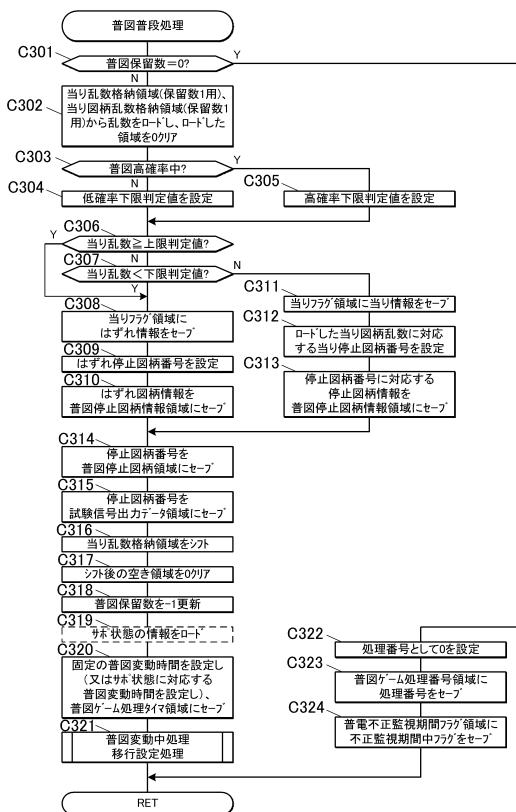 普図普段処理
C301
普図保留数=0?
Y
N
C302
当り乱数格納領域(保留数1用)、
当り図柄乱数格納領域(保留数1
用)から乱数をロードし、ロードした
領域を0クリア
C303
普図高確率中?
Y
N
C304
低確率下限判定値を設定
C305
高確率下限判定値を設定
C306
当り乱数≧上限判定値?
Y
N
C307
当り乱数<下限判定値?
N
Y
C308
当りフラグ領域に
はずれ情報をセーブ
C309
はずれ停止図柄番号を設定
C310
はずれ図柄情報を
普図停止図柄情報領域にセーブ
C311
当りフラグ領域に当り情報をセーブ
C312
ロードした当り図柄乱数に対応
する当り停止図柄番号を設定
C313
停止図柄番号に対応する
停止図柄情報を
普図停止図柄情報領域にセーブ
C314
停止図柄番号を
普図停止図柄領域にセーブ
C315
停止図柄番号を
試験信号出力データ領域にセーブ
C316
当り乱数格納領域をシフト
C317
シフト後の空き領域を0クリア
C318
普図保留数を-1更新
C319
サポ状態の情報をロード
C320
固定の普図変動時間を設定し
(又はサポ状態に対応する
普図変動時間を設定し)、
普図ゲーム処理タイマ領域にセーブ
C321
普図変動中処理
移行設定処理
C322
処理番号として0を設定
C323
普図ゲーム処理番号領域に
処理番号をセーブ
C324
普電不正監視期間フラグ領域に
不正監視期間中フラグをセーブ
RET